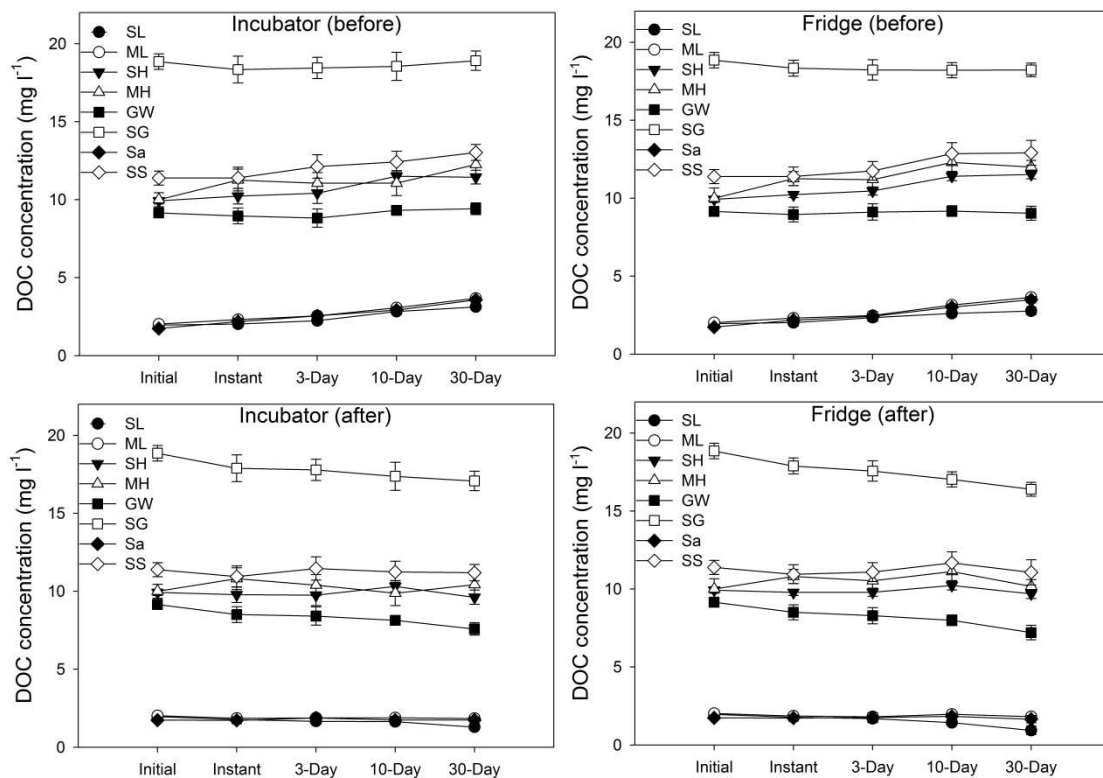 Incubator (before)
DOC concentration (mg l-1)
20
15
10
5
0
SL
ML
SH
MH
GW
SG
Sa
SS
Initial Instant 3-Day 10-Day 30-Day
Fridge (before)
DOC concentration (mg l-1)
20
15
10
5
0
SL
ML
SH
MH
GW
SG
Sa
SS
Initial Instant 3-Day 10-Day 30-Day
Incubator (after)
DOC concentration (mg l-1)
20
15
10
5
0
SL
ML
SH
MH
GW
SG
Sa
SS
Initial Instant 3-Day 10-Day 30-Day
Fridge (after)
DOC concentration (mg l-1)
20
15
10
5
0
SL
ML
SH
MH
GW
SG
Sa
SS
Initial Instant 3-Day 10-Day 30-Day